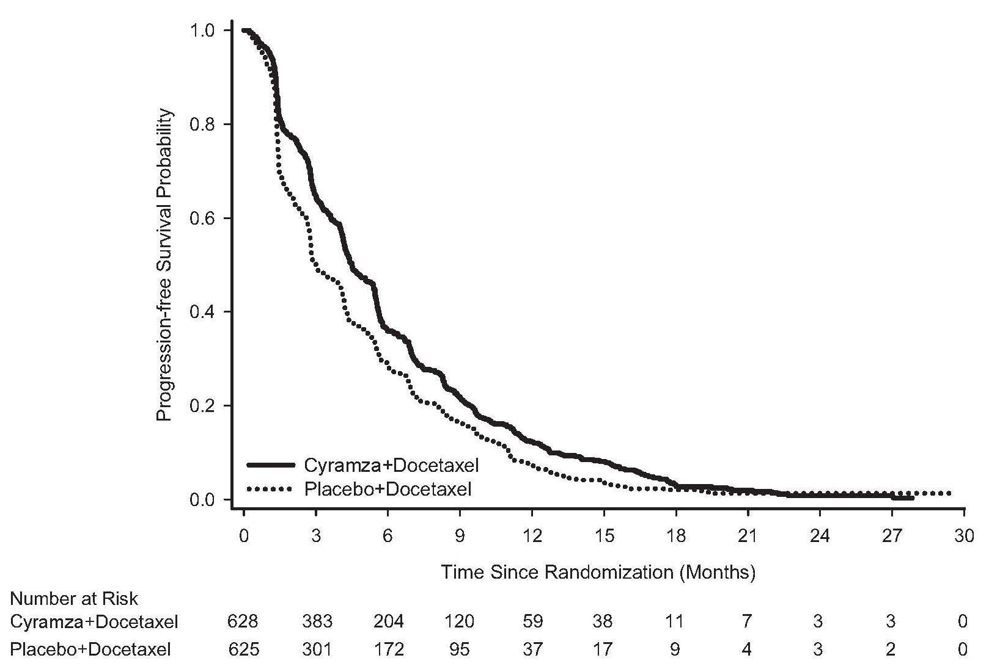 Progression-free Survival Probability
1.0
0.8
0.6
0.4
0.2
0.0
Cyramza+Docetaxel
Placebo+Docetaxel
0 3 6 9 12 15 18 21 24 27 30
Time Since Randomization (Months)
Number at Risk
Cyramza+Docetaxel 628 383 204 120 59 38 11 7 3 3 0
Placebo+Docetaxel 625 301 172 95 37 17 9 4 3 2 0